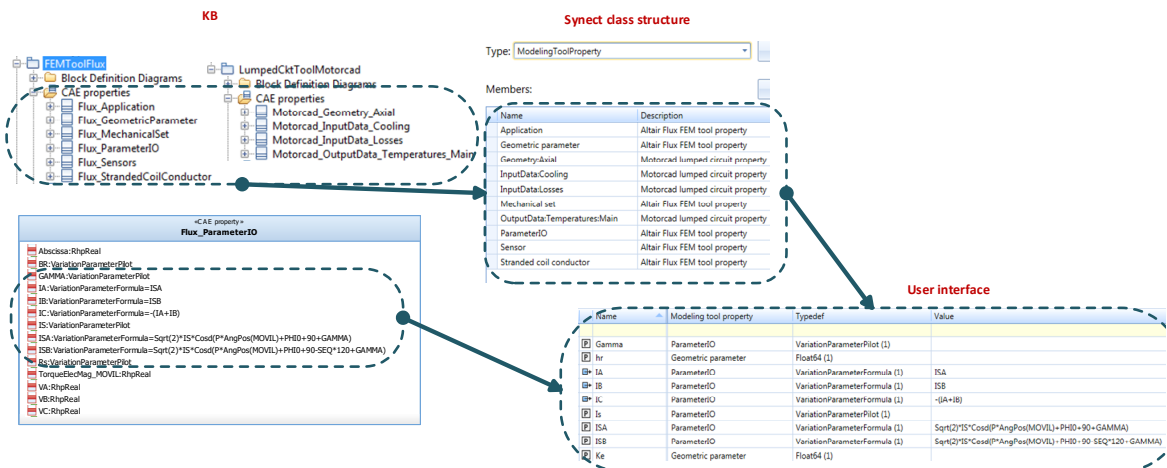 KB
FEMToolFlux
Block Definition Diagrams
CAE properties
Flux_Application
Flux_GeometricParameter
Flux_MechanicalSet
Flux_ParameterIO
Flux_Sensors
Flux_StrandedCoilConductor
LumpedCktToolMotorcad
Block Definition Diagrams
CAE properties
Motorcad_Geometry_Axial
Motorcad_InputData_Cooling
Motorcad_InputData_Losses
Motorcad_OutputData_Temperatures_Main
Synect class structure
Type: ModelingToolProperty
Members:
Name Description
Application Altair Flux FEM tool property
Geometric parameter Altair Flux FEM tool property
Geometry:Axial Motorcad lumped circuit property
InputData:Cooling Motorcad lumped circuit property
InputData:Losses Motorcad lumped circuit property
Mechanical set Altair Flux FEM tool property
OutputData:Temperatures:Main Motorcad lumped circuit property
ParameterIO Altair Flux FEM tool property
Sensor Altair Flux FEM tool property
Stranded coil conductor Altair Flux FEM tool property
«CAE property»
Flux_ParameterIO
Abscissa:RhpReal
BR:VariationParameterPilot
GAMMA:VariationParameterPilot
IA:VariationParameterFormula=ISA
IB:VariationParameterFormula=ISB
IC:VariationParameterFormula=-(IA+IB)
IS:VariationParameterPilot
ISA:VariationParameterFormula=Sqrt(2)*IS*Cosd(P*AngPos(MOVIL)+PHI0+90+GAMMA)
ISB:VariationParameterFormula=Sqrt(2)*IS*Cosd(P*AngPos(MOVIL)+PHI0+90-SEQ*120+GAMMA)
Rs:VariationParameterPilot
TorqueElecMag_MOVIL:RhpReal
VA:RhpReal
VB:RhpReal
VC:RhpReal
User interface
Name Modeling tool property Typedef Value
P Gamma ParameterIO VariationParameterPilot (1)
P hr Geometric parameter Float64 (1)
IA ParameterIO VariationParameterFormula (1) ISA
IB ParameterIO VariationParameterFormula (1) ISB
IC ParameterIO VariationParameterFormula (1) -(IA+IB)
P Is ParameterIO VariationParameterPilot (1)
P ISA ParameterIO VariationParameterFormula (1) Sqrt(2)*IS*Cosd(P*AngPos(MOVIL)+PHI0+90+GAMMA)
P ISB ParameterIO VariationParameterFormula (1) Sqrt(2)*IS*Cosd(P*AngPos(MOVIL)+PHI0+90-SEQ*120+GAMMA)
P Ke Geometric parameter Float64 (1)